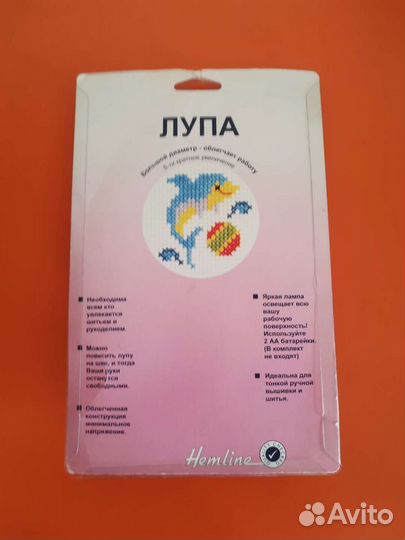 ЛУПА
Большой диаметр - облегчает работу
5-ти кратное увеличение
Необходима
всем кто
увлекается
шитьем и
рукоделием.
Можно
повесить лупу
на шею, и тогда
Ваши руки
останутся
свободными.
Облегченная
конструкция
минимальное
напряжение.
Яркая лампа
освещает всю
вашу
рабочую
поверхность!
Используйте
2 АА батарейки.
(В комплект
не входят)
Идеальна для
тонкой ручной
вышивки и
шитья.
Hemline
Avito